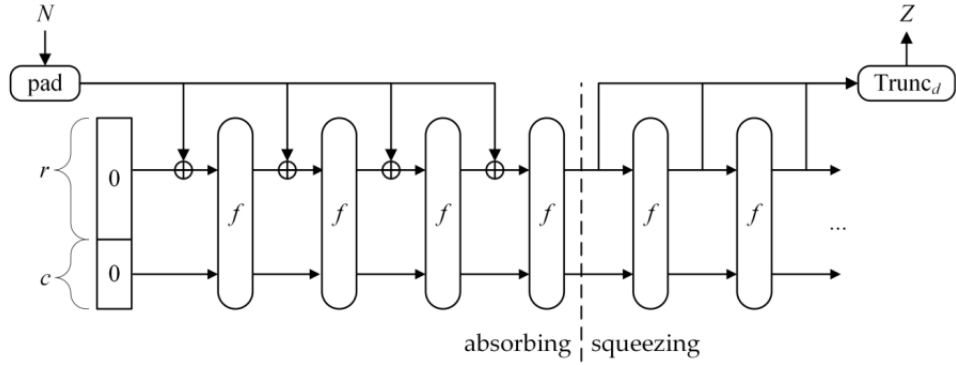 N Z
pad Trunc_d
r 0 f f f f f f
c 0 ...
absorbing squeezing